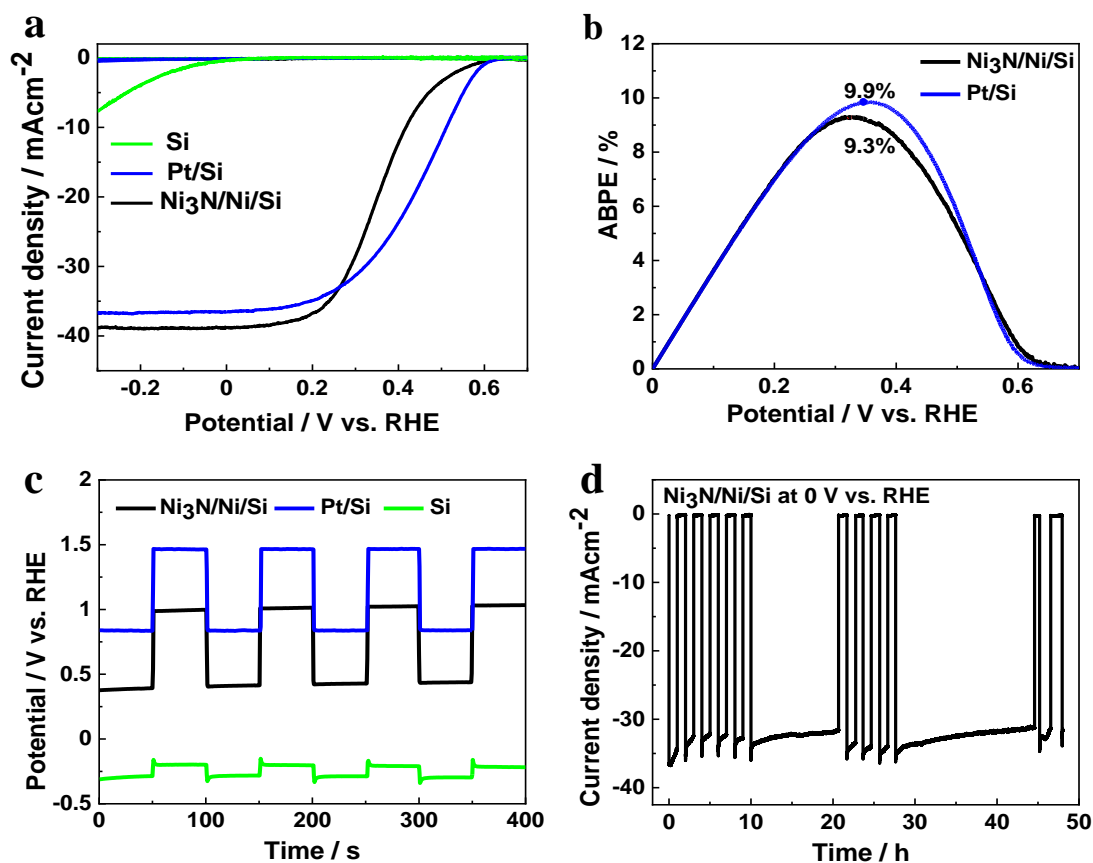 a
Current density / mAcm-2
0
-10
-20
-30
-40
Si
Pt/Si
Ni3N/Ni/Si
-0.2 0 0.2 0.4 0.6
Potential / V vs. RHE
b
ABPE / %
12
10
8
6
4
2
0
Ni3N/Ni/Si
Pt/Si
9.9%
9.3%
0 0.2 0.4 0.6
Potential / V vs. RHE
c
Potential / V vs. RHE
2
1.5
1
0.5
0
-0.5
Ni3N/Ni/Si Pt/Si Si
0 100 200 300 400
Time / s
d
Current density / mAcm-2
Ni3N/Ni/Si at 0 V vs. RHE
0
-10
-20
-30
-40
0 10 20 30 40 50
Time / h